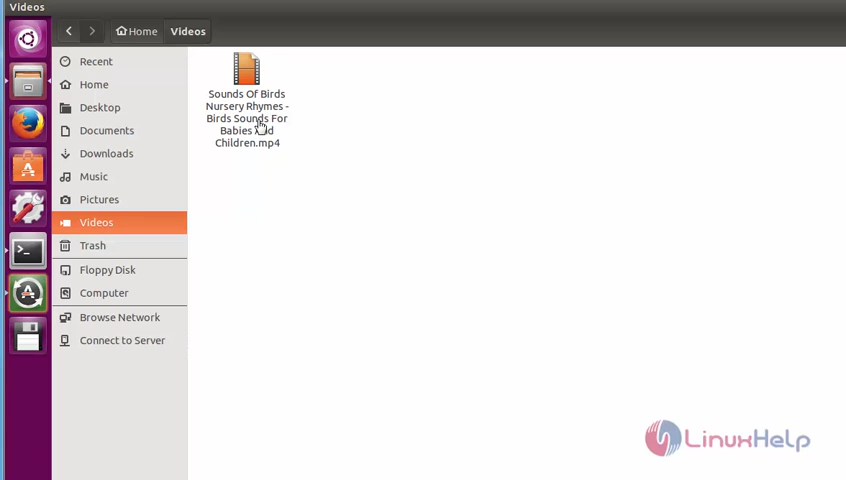 Videos
Home
Videos
Recent
Home
Desktop
Documents
Downloads
Music
Pictures
Videos
Trash
Floppy Disk
Computer
Browse Network
Connect to Server
Sounds Of Birds
Nursery Rhymes -
Birds Sounds For
Babies And
Children.mp4
LinuxHelp